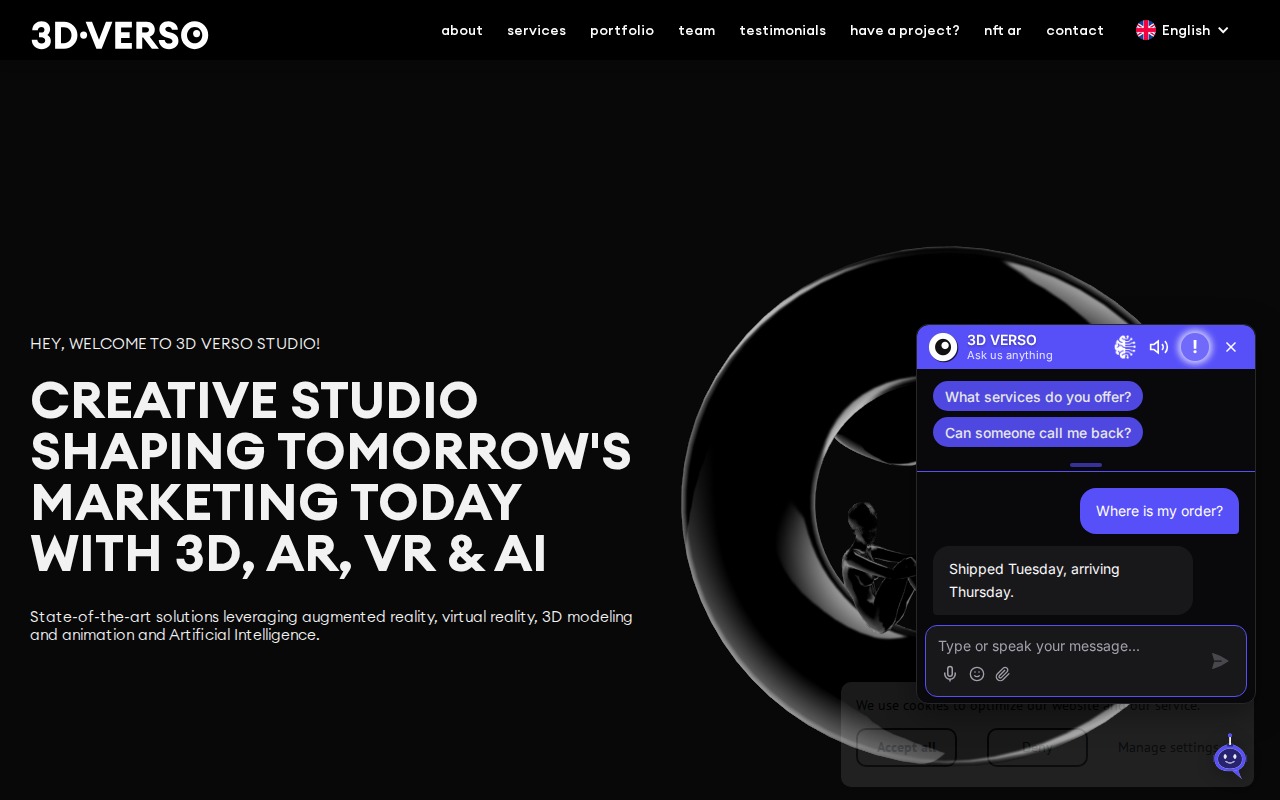 3D•VERSO
about services portfolio team testimonials have a project? nft ar contact English
HEY, WELCOME TO 3D VERSO STUDIO!
CREATIVE STUDIO
SHAPING TOMORROW'S
MARKETING TODAY
WITH 3D, AR, VR & AI
State-of-the-art solutions leveraging augmented reality, virtual reality, 3D modeling
and animation and Artificial Intelligence.
3D VERSO
Ask us anything
What services do you offer?
Can someone call me back?
Where is my order?
Shipped Tuesday, arriving
Thursday.
Type or speak your message...
We use cookies to optimize our website and our service.
Accept all Deny Manage settings